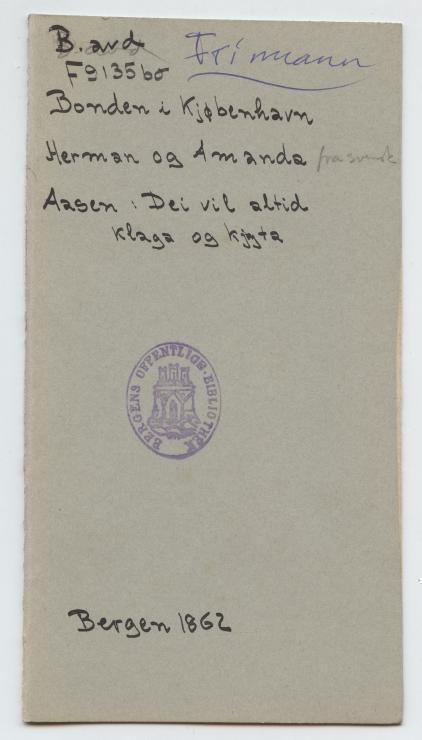 B. avd Frimann
F9135bo
Bonden i Kjøbenhavn
Herman og Amanda fra svensk
Aasen : Dei vil altid
klaga og kjyta
BERGENS OFFENTLIGE BIBLIOTHEK
Bergen 1862